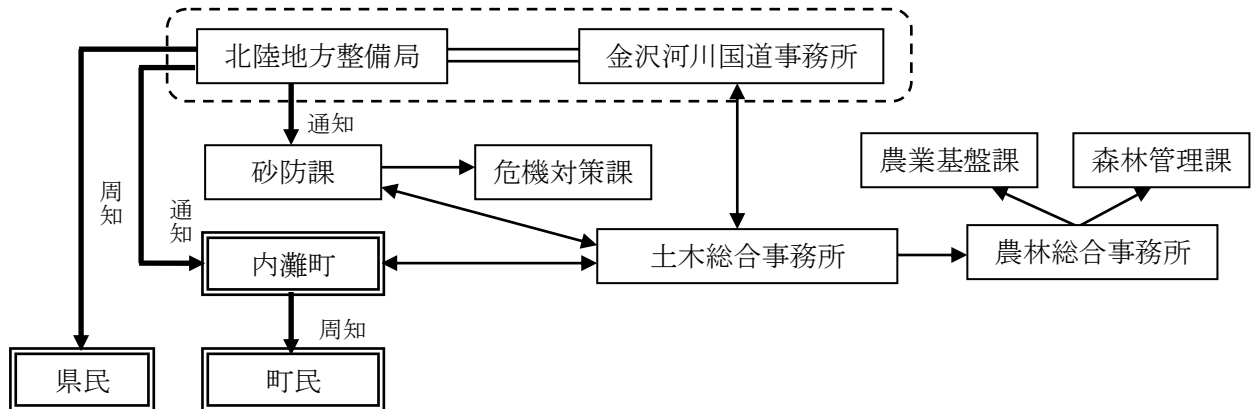 北陸地方整備局
金沢河川国道事務所
通知
砂防課
危機対策課
農業基盤課
森林管理課
周知
通知
内灘町
土木総合事務所
農林総合事務所
周知
県民
町民